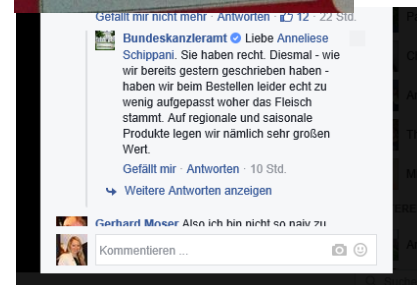 Gefällt mir nicht mehr · Antworten · 12 · 22 Std.
Bundeskanzleramt Liebe Anneliese
Schippani. Sie haben recht. Diesmal - wie
wir bereits gestern geschrieben haben -
haben wir beim Bestellen leider echt zu
wenig aufgepasst woher das Fleisch
stammt. Auf regionale und saisonale
Produkte legen wir nämlich sehr großen
Wert.
Gefällt mir · Antworten · 10 Std.
Weitere Antworten anzeigen
Gerhard Moser Also ich bin nicht so naiv zu
Kommentieren ...